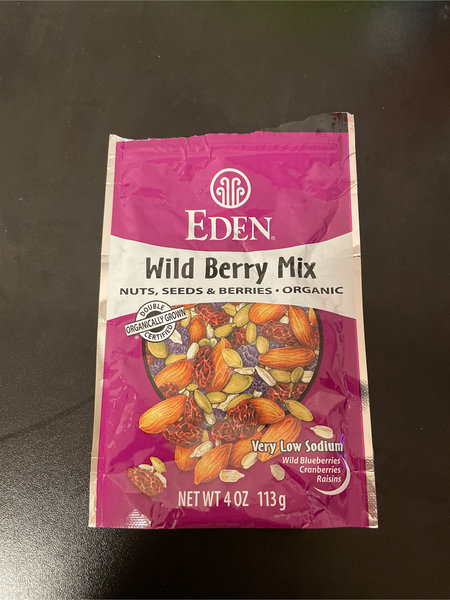 EDEN®
Wild Berry Mix
NUTS, SEEDS & BERRIES • ORGANIC
DOUBLE
ORGANICALLY GROWN
CERTIFIED
Very Low Sodium
Wild Blueberries
Cranberries
Raisins
NET WT 4 OZ 113g